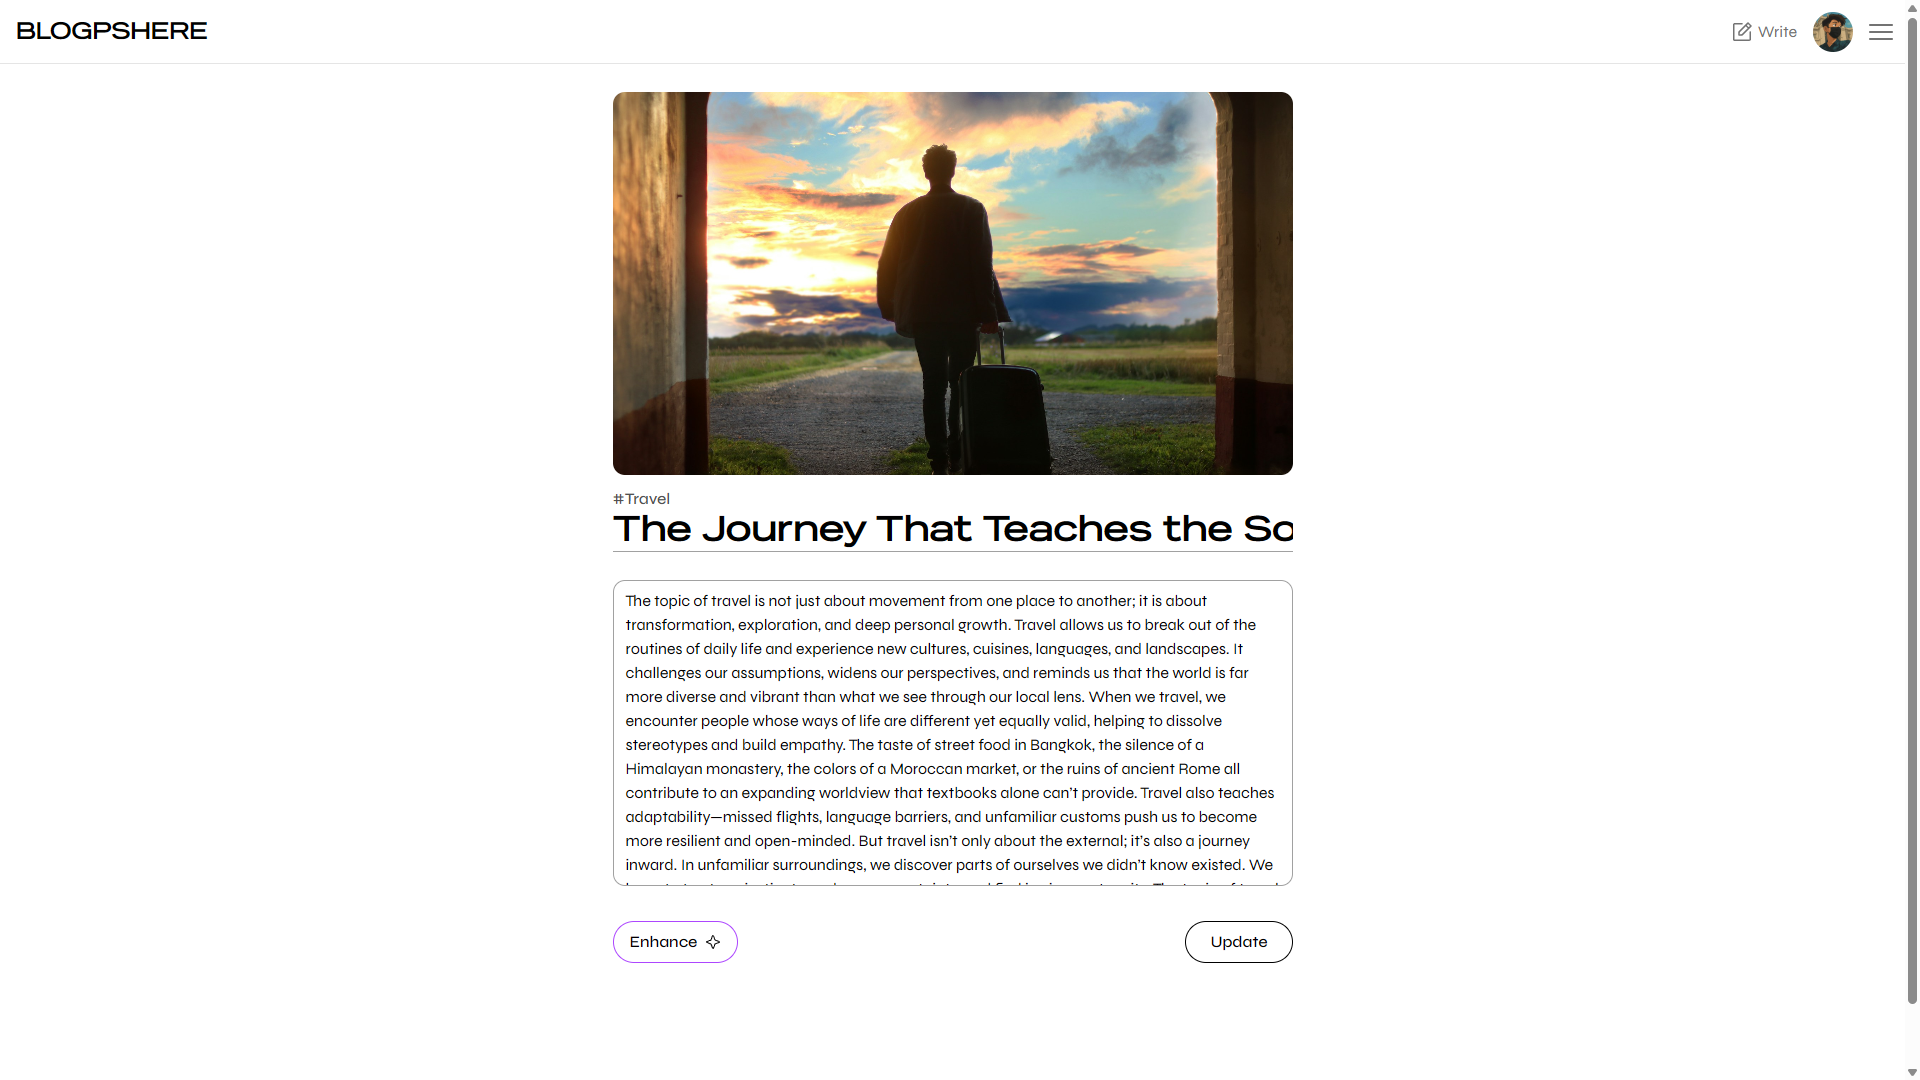 BLOGPSHERE
Write
#Travel
The Journey That Teaches the So
The topic of travel is not just about movement from one place to another; it is about
transformation, exploration, and deep personal growth. Travel allows us to break out of the
routines of daily life and experience new cultures, cuisines, languages, and landscapes. It
challenges our assumptions, widens our perspectives, and reminds us that the world is far
more diverse and vibrant than what we see through our local lens. When we travel, we
encounter people whose ways of life are different yet equally valid, helping to dissolve
stereotypes and build empathy. The taste of street food in Bangkok, the silence of a
Himalayan monastery, the colors of a Moroccan market, or the ruins of ancient Rome all
contribute to an expanding worldview that textbooks alone can’t provide. Travel also teaches
adaptability—missed flights, language barriers, and unfamiliar customs push us to become
more resilient and open-minded. But travel isn’t only about the external; it’s also a journey
inward. In unfamiliar surroundings, we discover parts of ourselves we didn’t know existed. We
Enhance
Update